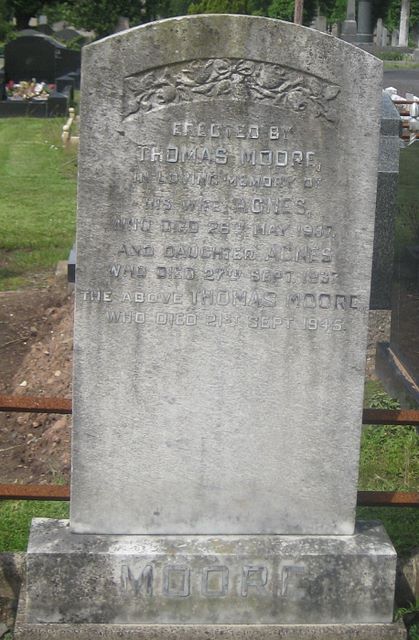 ERECTED BY
THOMAS MOORE,
IN LOVING MEMORY OF
HIS WIFE, AGNES,
WHO DIED 26TH MAY 1937,
AND DAUGHTER AGNES
WHO DIED 27TH SEPT. 1937.
THE ABOVE THOMAS MOORE
WHO DIED 21ST SEPT. 1945.
MOORE